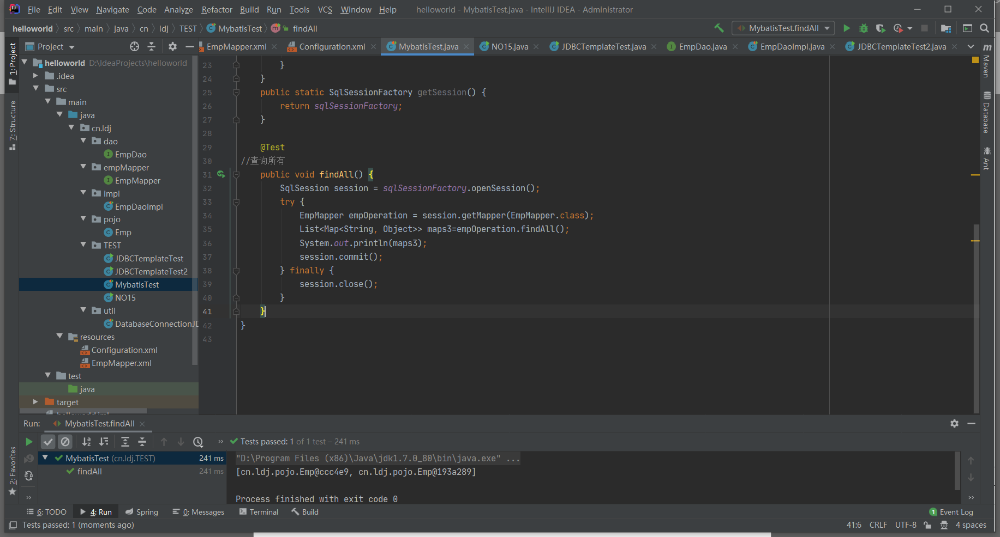 File Edit View Navigate Code Analyze Refactor Build Run Tools VCS Window Help helloworld - MybatisTest.java - IntelliJ IDEA - Administrator
helloworld src main java cn ldj TEST MybatisTest m findAll MybatisTest.findAll
Project EmpMapper.xml Configuration.xml MybatisTest.java NO15.java JDBCTemplateTest.java EmpDao.java EmpDaoImpl.java JDBCTemplateTest2.java
1: Project
7: Structure
2: Favorites
helloworld D:\IdeaProjects\helloworld
.idea
src
main
java
cn.ldj
dao
EmpDao
empMapper
EmpMapper
impl
EmpDaoImpl
pojo
Emp
TEST
JDBCTemplateTest
JDBCTemplateTest2
MybatisTest
NO15
util
DatabaseConnectionJD
resources
Configuration.xml
EmpMapper.xml
test
java
target
helloworld.iml
23 }
24 }
25 public static SqlSessionFactory getSession() {
26 return sqlSessionFactory;
27 }
28
29 @Test
30 //查询所有
31 public void findAll() {
32 SqlSession session = sqlSessionFactory.openSession();
33 try {
34 EmpMapper empOperation = session.getMapper(EmpMapper.class);
35 List<Map<String, Object>> maps3=empOperation.findAll();
36 System.out.println(maps3);
37 session.commit();
38 } finally {
39 session.close();
40 }
41 }
42 }
43
m Maven
Database
Ant
Run: MybatisTest.findAll
Tests passed: 1 of 1 test – 241 ms
MybatisTest (cn.ldj.TEST) 241 ms
findAll 241 ms
"D:\Program Files (x86)\Java\jdk1.7.0_80\bin\java.exe" ...
[cn.ldj.pojo.Emp@ccc4e9, cn.ldj.pojo.Emp@193a289]
Process finished with exit code 0
6: TODO 4: Run Spring 0: Messages Terminal Build 1 Event Log
Tests passed: 1 (moments ago) 41:6 CRLF UTF-8 4 spaces